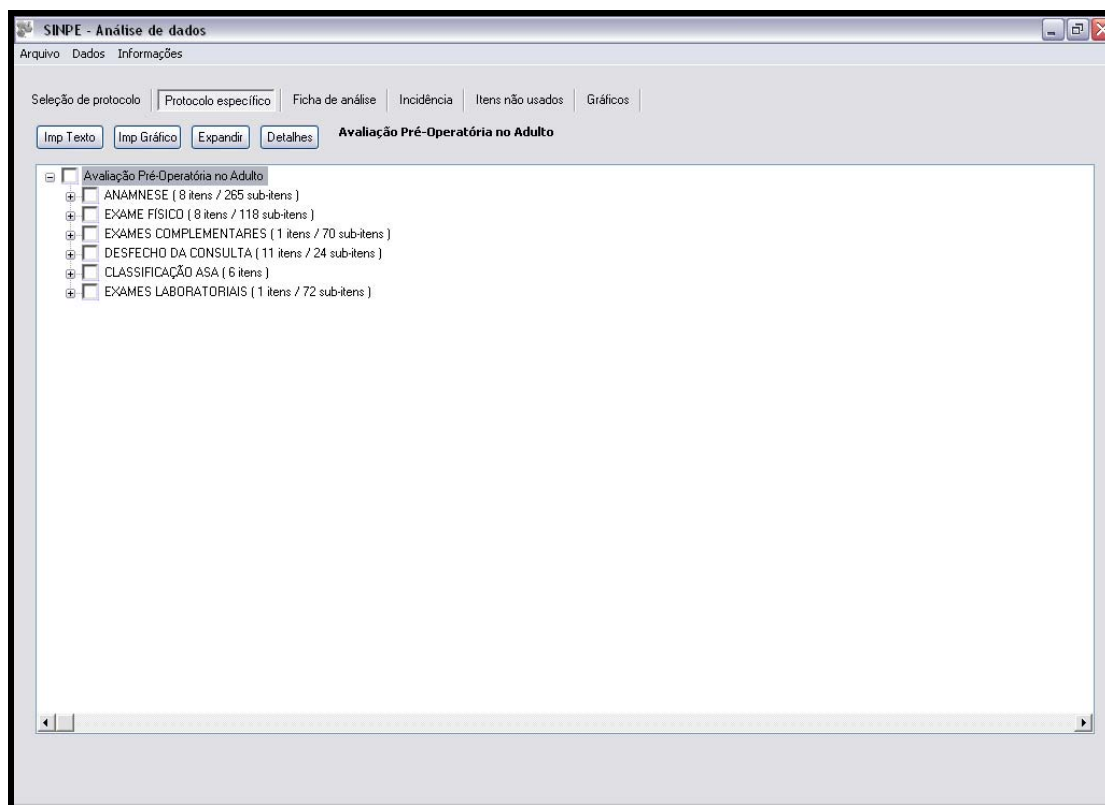 SINPE - Análise de dados
Arquivo Dados Informações
Seleção de protocolo Protocolo específico Ficha de análise Incidência Itens não usados Gráficos
Imp Texto Imp Gráfico Expandir Detalhes Avaliação Pré-Operatória no Adulto
Avaliação Pré-Operatória no Adulto
ANAMNESE ( 8 itens / 265 sub-itens )
EXAME FÍSICO ( 8 itens / 118 sub-itens )
EXAMES COMPLEMENTARES ( 1 itens / 70 sub-itens )
DESFECHO DA CONSULTA ( 11 itens / 24 sub-itens )
CLASSIFICAÇÃO ASA ( 6 itens )
EXAMES LABORATORIAIS ( 1 itens / 72 sub-itens )